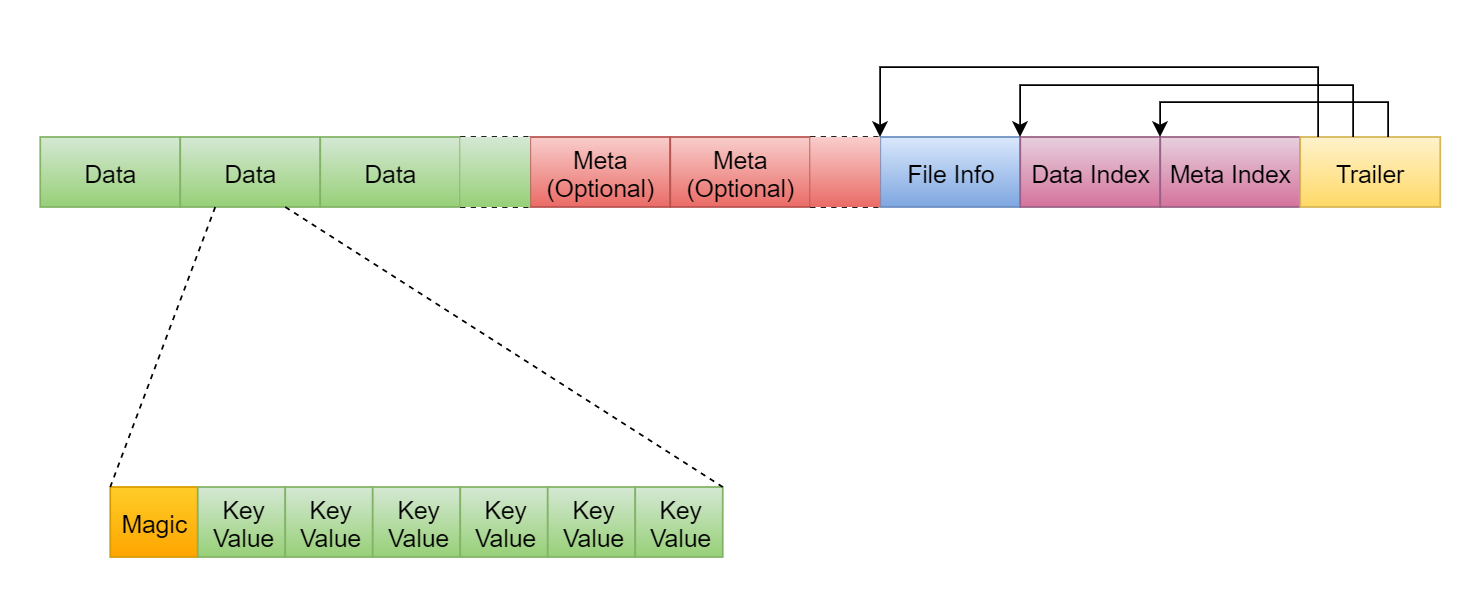 Data
Data
Data
Meta
(Optional)
Meta
(Optional)
File Info
Data Index
Meta Index
Trailer
Magic
Key
Value
Key
Value
Key
Value
Key
Value
Key
Value
Key
Value